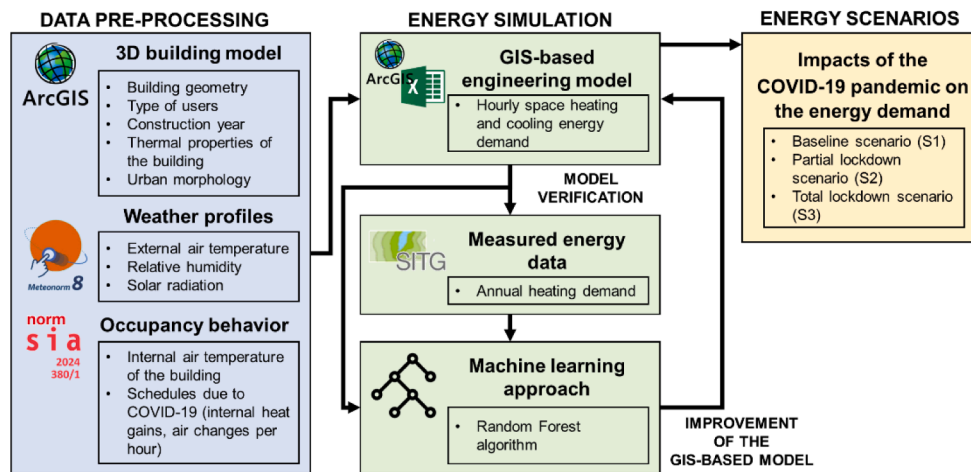 DATA PRE-PROCESSING
3D building model
ArcGIS
• Building geometry
• Type of users
• Construction year
• Thermal properties of
the building
• Urban morphology
Weather profiles
Meteonorm 8
• External air temperature
• Relative humidity
• Solar radiation
norm
sia
2024
380/1
Occupancy behavior
• Internal air temperature
of the building
• Schedules due to
COVID-19 (internal heat
gains, air changes per
hour)
ENERGY SIMULATION
ArcGIS
X
GIS-based
engineering model
• Hourly space heating
and cooling energy
demand
MODEL
VERIFICATION
SITG
Measured energy
data
• Annual heating demand
Machine learning
approach
• Random Forest
algorithm
IMPROVEMENT
OF THE
GIS-BASED MODEL
ENERGY SCENARIOS
Impacts of the
COVID-19 pandemic on
the energy demand
• Baseline scenario (S1)
• Partial lockdown
scenario (S2)
• Total lockdown scenario
(S3)